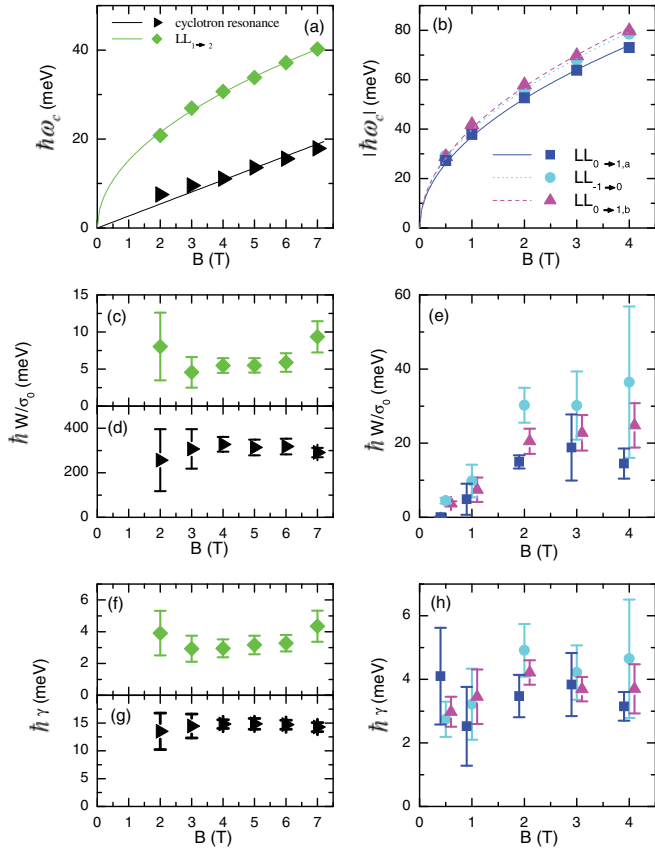 cyclotron resonance
LL1→2
(a)
ħωc (meV)
40
20
0
0 1 2 3 4 5 6 7
B (T)
(b)
|ħωc| (meV)
80
60
40
20
0
LL0→1,a
LL-1→0
LL0→1,b
0 1 2 3 4
B (T)
(c)
15
10
5
0
ħ W/σ0 (meV)
(d)
400
300
200
100
0
0 1 2 3 4 5 6 7
B (T)
(e)
ħ W/σ0 (meV)
60
40
20
0
0 1 2 3 4
B (T)
(f)
6
4
2
0
ħ γ (meV)
(g)
20
15
10
5
0
0 1 2 3 4 5 6 7
B (T)
(h)
ħ γ (meV)
6
4
2
0
0 1 2 3 4
B (T)